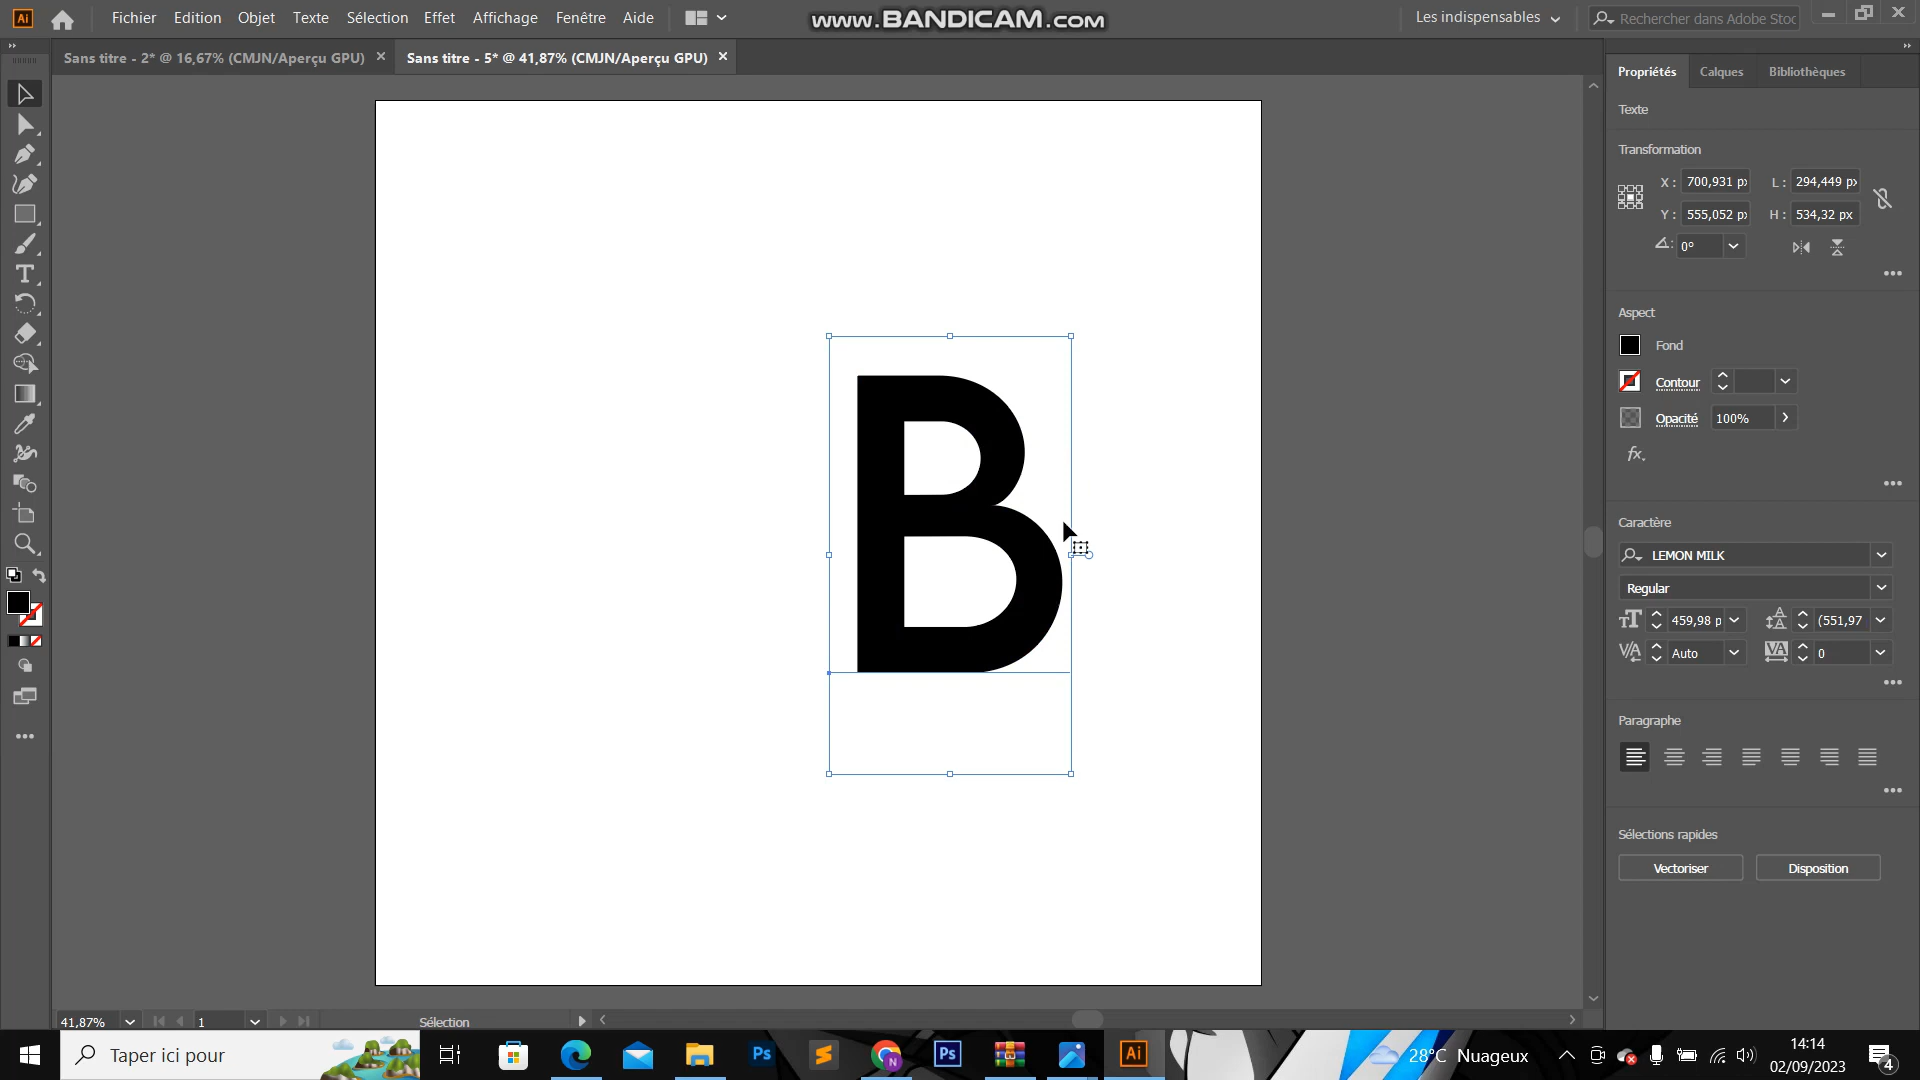 Ai
Fichier
Edition
Objet
Texte
Sélection
Effet
Affichage
Fenêtre
Aide
www.BANDICAM.com
Les indispensables
Rechercher dans Adobe Stoc
Sans titre - 2* @ 16,67% (CMJN/Aperçu GPU)
Sans titre - 5* @ 41,87% (CMJN/Aperçu GPU)
Propriétés
Calques
Bibliothèques
Texte
Transformation
X : 700,931 px
L : 294,449 px
Y : 555,052 px
H : 534,32 px
0°
Aspect
Fond
Contour
Opacité
100%
fx.
Caractère
LEMON MILK
Regular
459,98 p
(551,97
Auto
0
Paragraphe
Sélections rapides
Vectoriser
Disposition
B
41,87%
1
Sélection
Taper ici pour
Ps
N
Ps
Ai
28°C Nuageux
14:14
02/09/2023
4